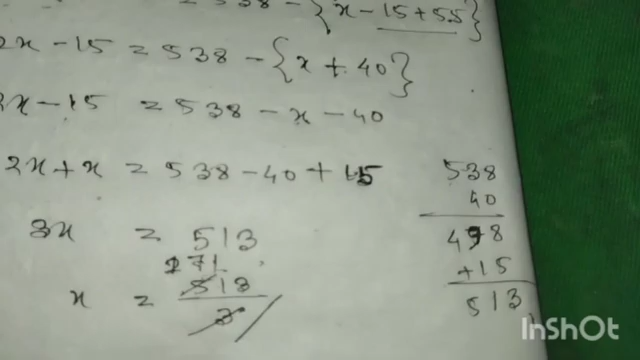 = 538 - {x - 15 + 55}
2x - 15 = 538 - {x + 40}
2x - 15 = 538 - x - 40
2x + x = 538 - 40 + 15
3x = 513
171
x = 513
3
538
40
498
+15
513
InShOt